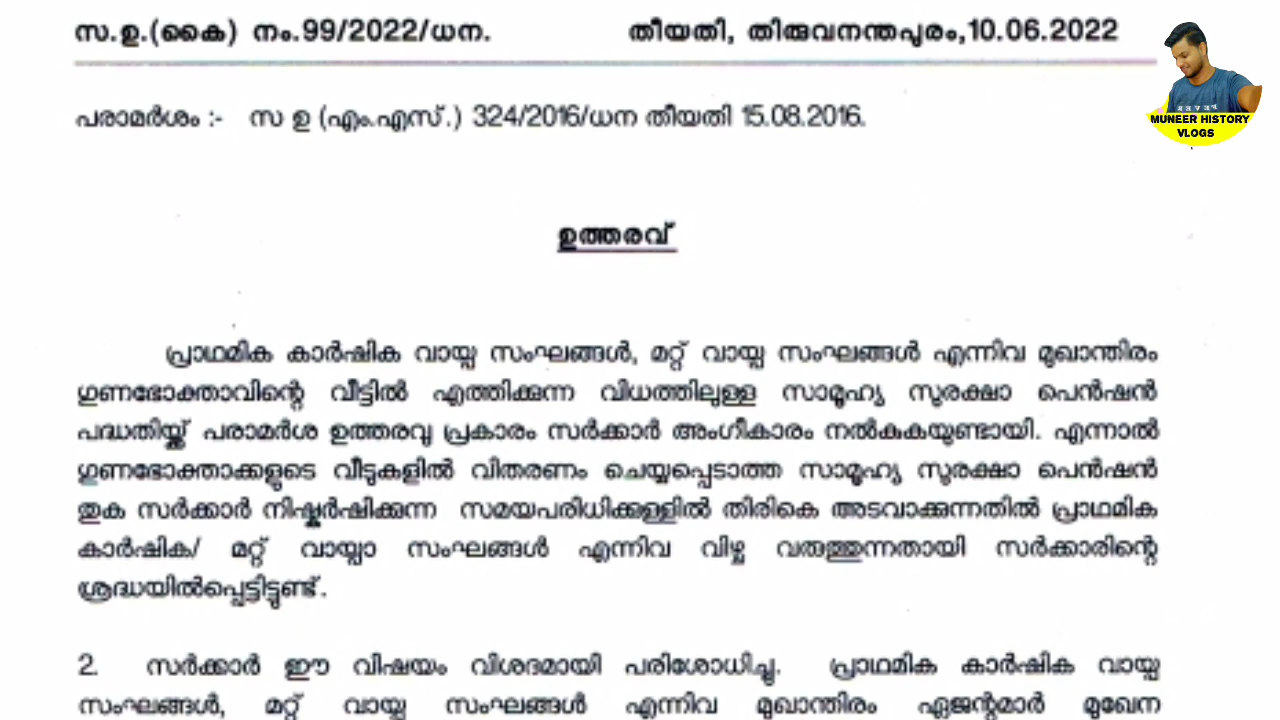 സ.ഉ.(കൈ) നം.99/2022/ധന. തീയതി, തിരുവനന്തപുരം,10.06.2022
പരാമർശം :- സ ഉ (എം.എസ്.) 324/2016/ധന തീയതി 15.08.2016.
ഉത്തരവ്
പ്രാഥമിക കാർഷിക വായ്പ സംഘങ്ങൾ, മറ്റ് വായ്പ സംഘങ്ങൾ എന്നിവ മുഖാന്തിരം
ഗുണഭോക്താവിന്റെ വീട്ടിൽ എത്തിക്കുന്ന വിധത്തിലുള്ള സാമൂഹ്യ സുരക്ഷാ പെൻഷൻ
പദ്ധതിയ്ക്ക് പരാമർശ ഉത്തരവു പ്രകാരം സർക്കാർ അംഗീകാരം നൽകുകയുണ്ടായി. എന്നാൽ
ഗുണഭോക്താക്കളുടെ വീടുകളിൽ വിതരണം ചെയ്യപ്പെടാത്ത സാമൂഹ്യ സുരക്ഷാ പെൻഷൻ
തുക സർക്കാർ നിഷ്കർഷിക്കുന്ന സമയപരിധിക്കുള്ളിൽ തിരികെ അടവാക്കുന്നതിൽ പ്രാഥമിക
കാർഷിക/ മറ്റ് വായ്പാ സംഘങ്ങൾ എന്നിവ വിഴ്ച വരുത്തുന്നതായി സർക്കാരിന്റെ
ശ്രദ്ധയിൽപ്പെട്ടിട്ടുണ്ട്.
2. സർക്കാർ ഈ വിഷയം വിശദമായി പരിശോധിച്ചു. പ്രാഥമിക കാർഷിക വായ്പ
സംഘങ്ങൾ, മറ്റ് വായ്പ സംഘങ്ങൾ എന്നിവ മുഖാന്തിരം ഏജന്റുമാർ മുഖേന
MUNEER HISTORY
VLOGS